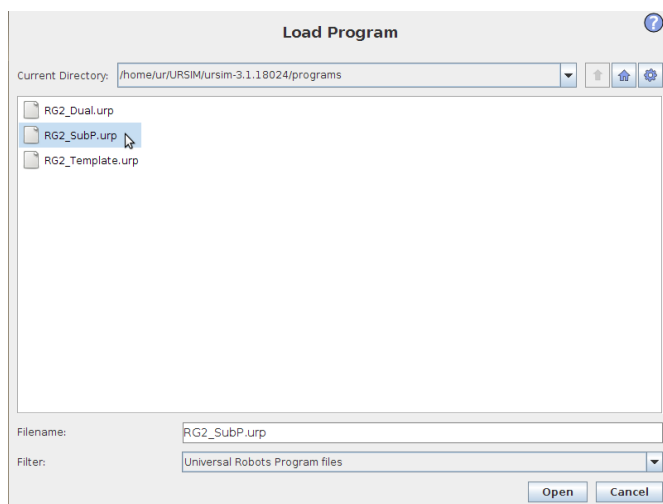 Load Program
?
Current Directory: /home/ur/URSIM/ursim-3.1.18024/programs
RG2_Dual.urp
RG2_SubP.urp
RG2_Template.urp
Filename: RG2_SubP.urp
Filter: Universal Robots Program files
Open Cancel